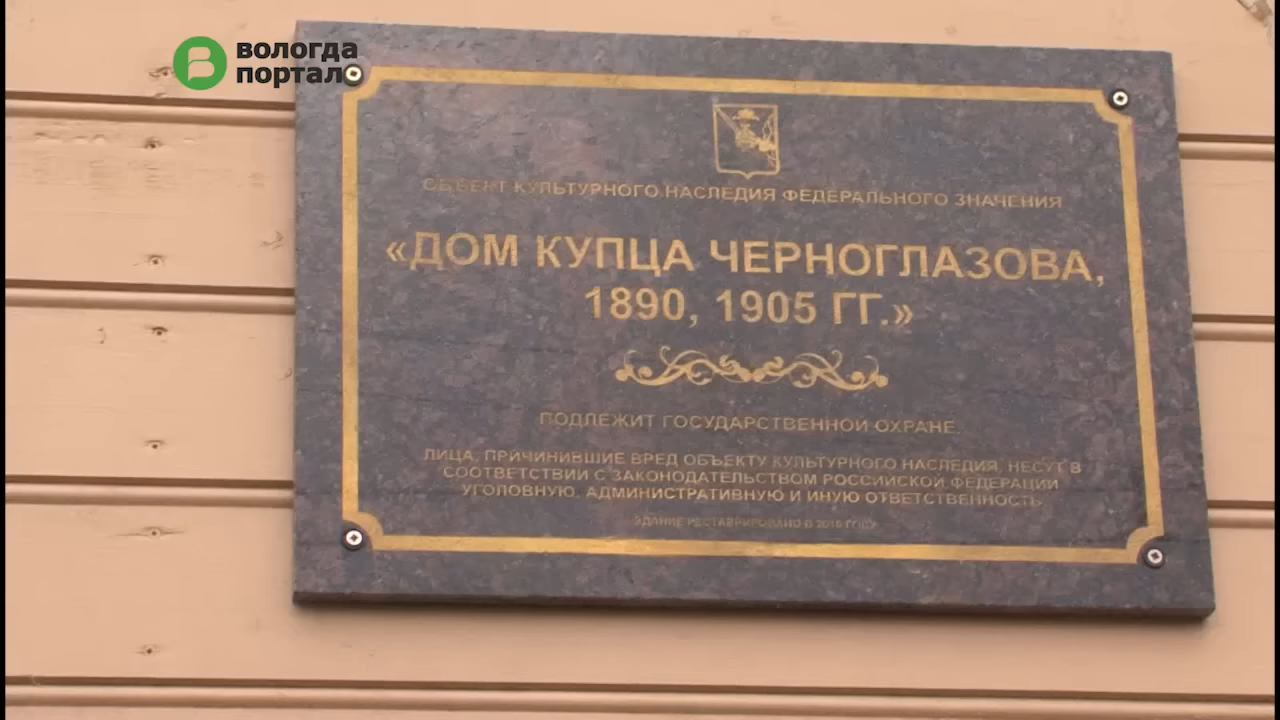 вологда
портал
ОБЪЕКТ КУЛЬТУРНОГО НАСЛЕДИЯ ФЕДЕРАЛЬНОГО ЗНАЧЕНИЯ
«ДОМ КУПЦА ЧЕРНОГЛАЗОВА,
1890, 1905 ГГ.»
ПОДЛЕЖИТ ГОСУДАРСТВЕННОЙ ОХРАНЕ.
ЛИЦА, ПРИЧИНИВШИЕ ВРЕД ОБЪЕКТУ КУЛЬТУРНОГО НАСЛЕДИЯ, НЕСУТ В
СООТВЕТСТВИИ С ЗАКОНОДАТЕЛЬСТВОМ РОССИЙСКОЙ ФЕДЕРАЦИИ
УГОЛОВНУЮ, АДМИНИСТРАТИВНУЮ И ИНУЮ ОТВЕТСТВЕННОСТЬ
ЗДАНИЕ РЕСТАВРИРОВАНО В ГОДУ